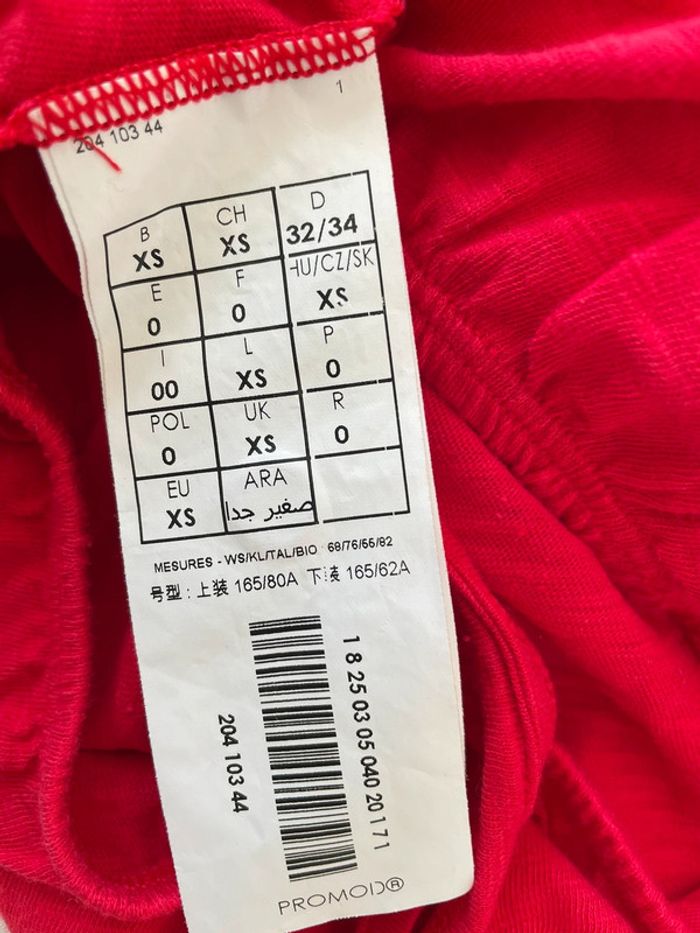 1
204 103 44
B CH D
XS XS 32/34
E F HU/CZ/SK
0 0 XS
I L P
00 XS 0
POL UK R
0 XS 0
EU ARA
XS صغير جدا
MESURES - WS/KL/TAL/BIO : 68/76/66/82
号型 : 上装 165/80A 下装 165/62A
1 8 25 03 05 040 20171
204 103 44
PROMOD®